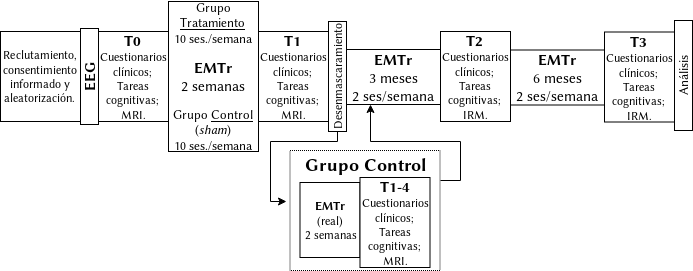 Reclutamiento,
consentimiento
informado y
aleatorización.
EEG
T0
Cuestionarios
clínicos;
Tareas
cognitivas;
MRI.
Grupo
Tratamiento
10 ses./semana
EMTr
2 semanas
Grupo Control
(sham)
10 ses./semana
T1
Cuestionarios
clínicos;
Tareas
cognitivas;
MRI.
Desenmascaramiento
EMTr
3 meses
2 ses/semana
T2
Cuestionarios
clínicos;
Tareas
cognitivas;
IRM.
EMTr
6 meses
2 ses/semana
T3
Cuestionarios
clínicos;
Tareas
cognitivas;
IRM.
Análisis
Grupo Control
EMTr
(real)
2 semanas
T1-4
Cuestionarios
clínicos;
Tareas
cognitivas;
MRI.